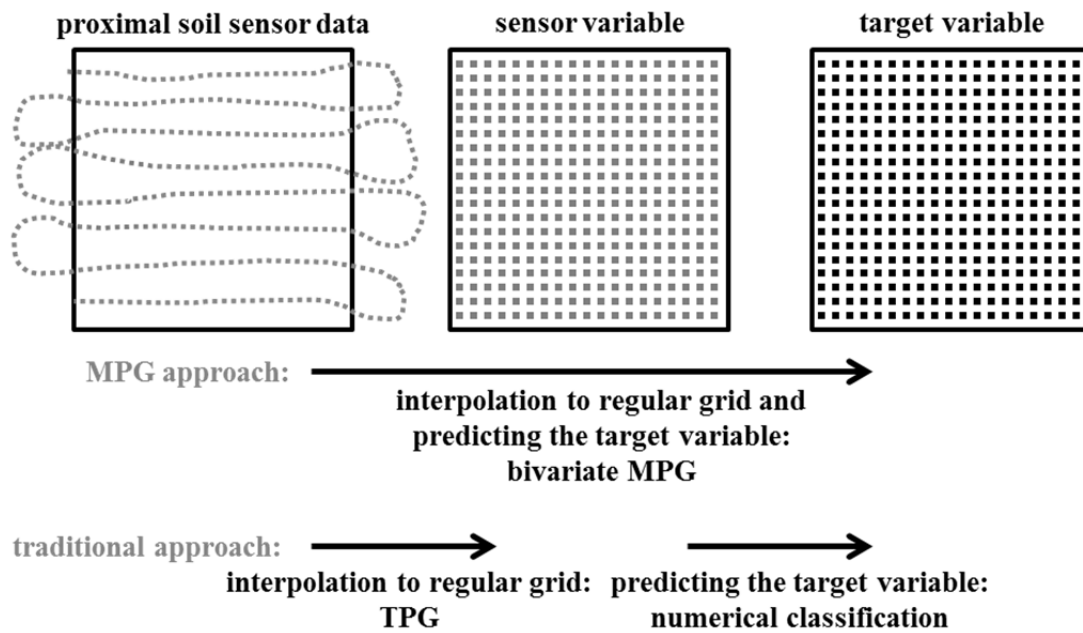 proximal soil sensor data
sensor variable
target variable
MPG approach:
interpolation to regular grid and
predicting the target variable:
bivariate MPG
traditional approach:
interpolation to regular grid:
TPG
predicting the target variable:
numerical classification